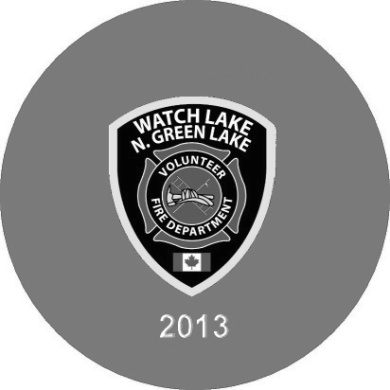 WATCH LAKE
N. GREEN LAKE
VOLUNTEER
FIRE DEPARTMENT
2013